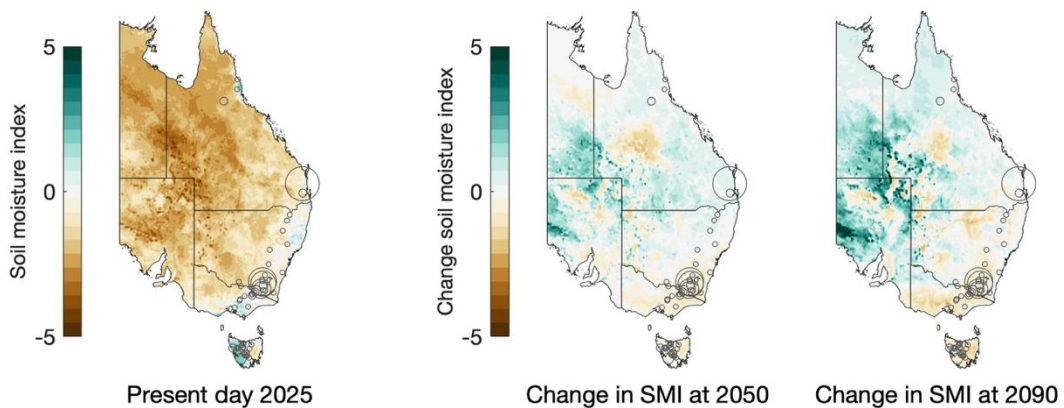 5
0
-5
Soil moisture index
Present day 2025
5
0
-5
Change soil moisture index
Change in SMI at 2050
Change in SMI at 2090